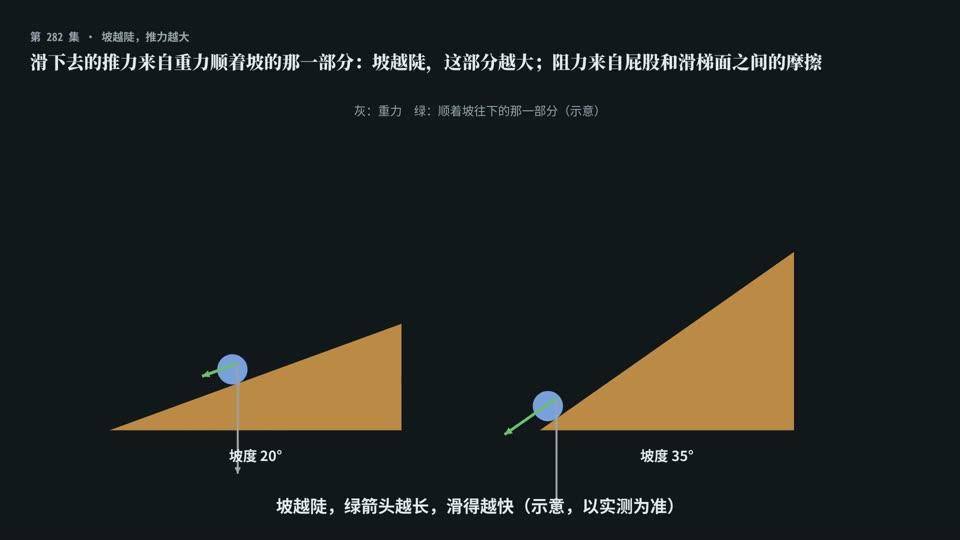 第 282 集 · 坡越陡，推力越大
滑下去的推力来自重力顺着坡的那一部分：坡越陡，这部分越大；阻力来自屁股和滑梯面之间的摩擦
灰：重力 绿：顺着坡往下的那一部分（示意）
坡度 20°
坡度 35°
坡越陡，绿箭头越长，滑得越快（示意，以实测为准）